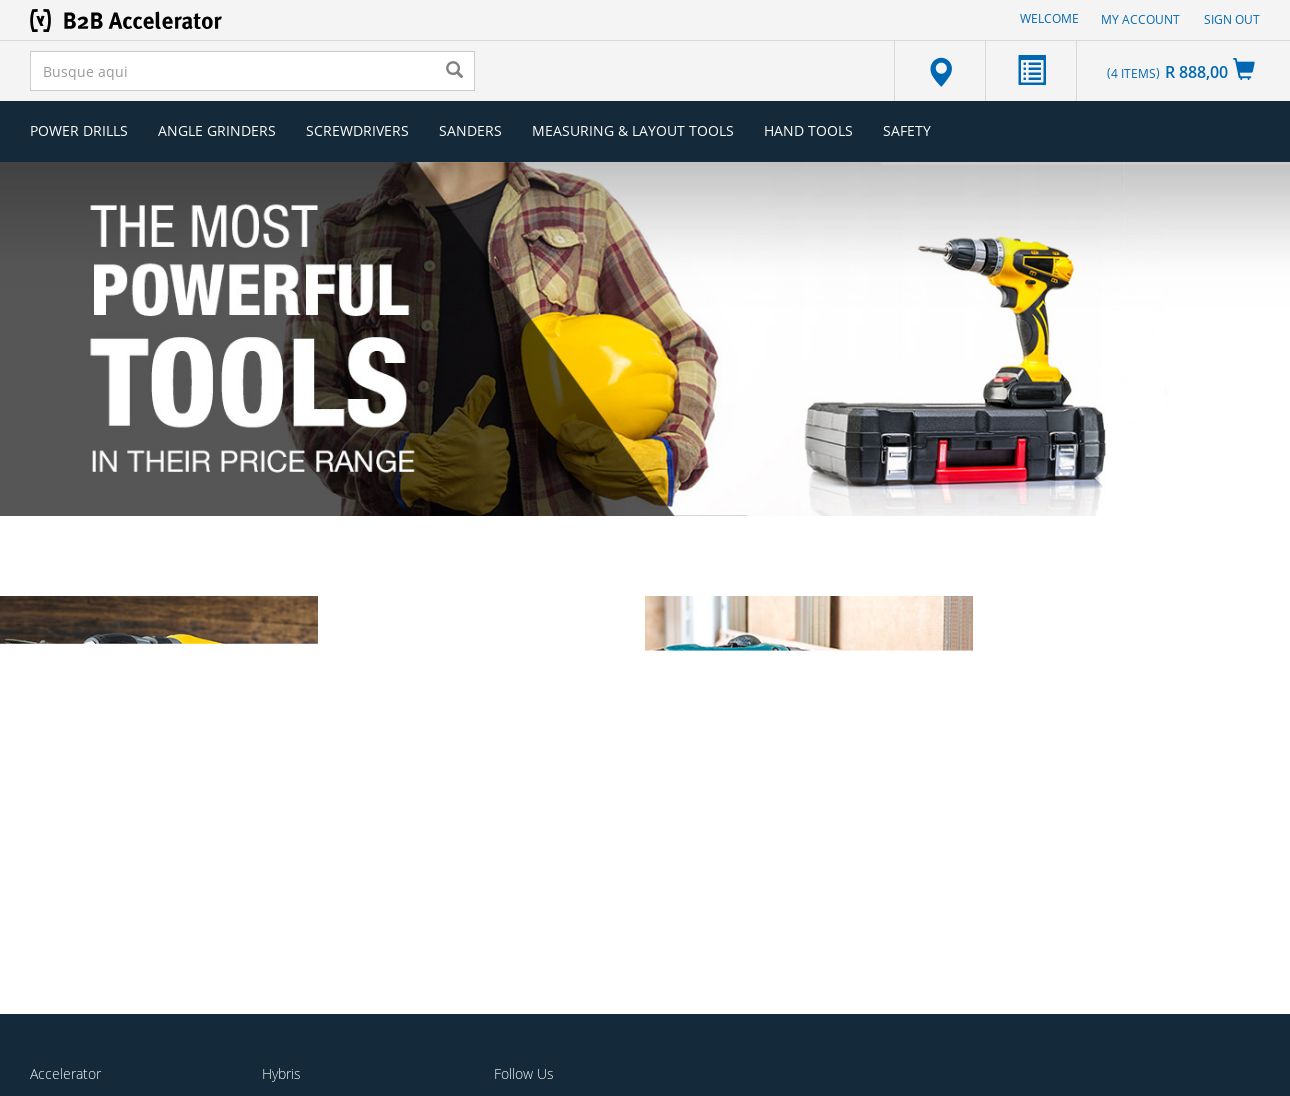 B2B Accelerator
WELCOME
MY ACCOUNT
SIGN OUT
Busque aqui
(4 ITEMS) R 888,00
POWER DRILLS
ANGLE GRINDERS
SCREWDRIVERS
SANDERS
MEASURING & LAYOUT TOOLS
HAND TOOLS
SAFETY
THE MOST
POWERFUL
TOOLS
IN THEIR PRICE RANGE
Accelerator
Hybris
Follow Us